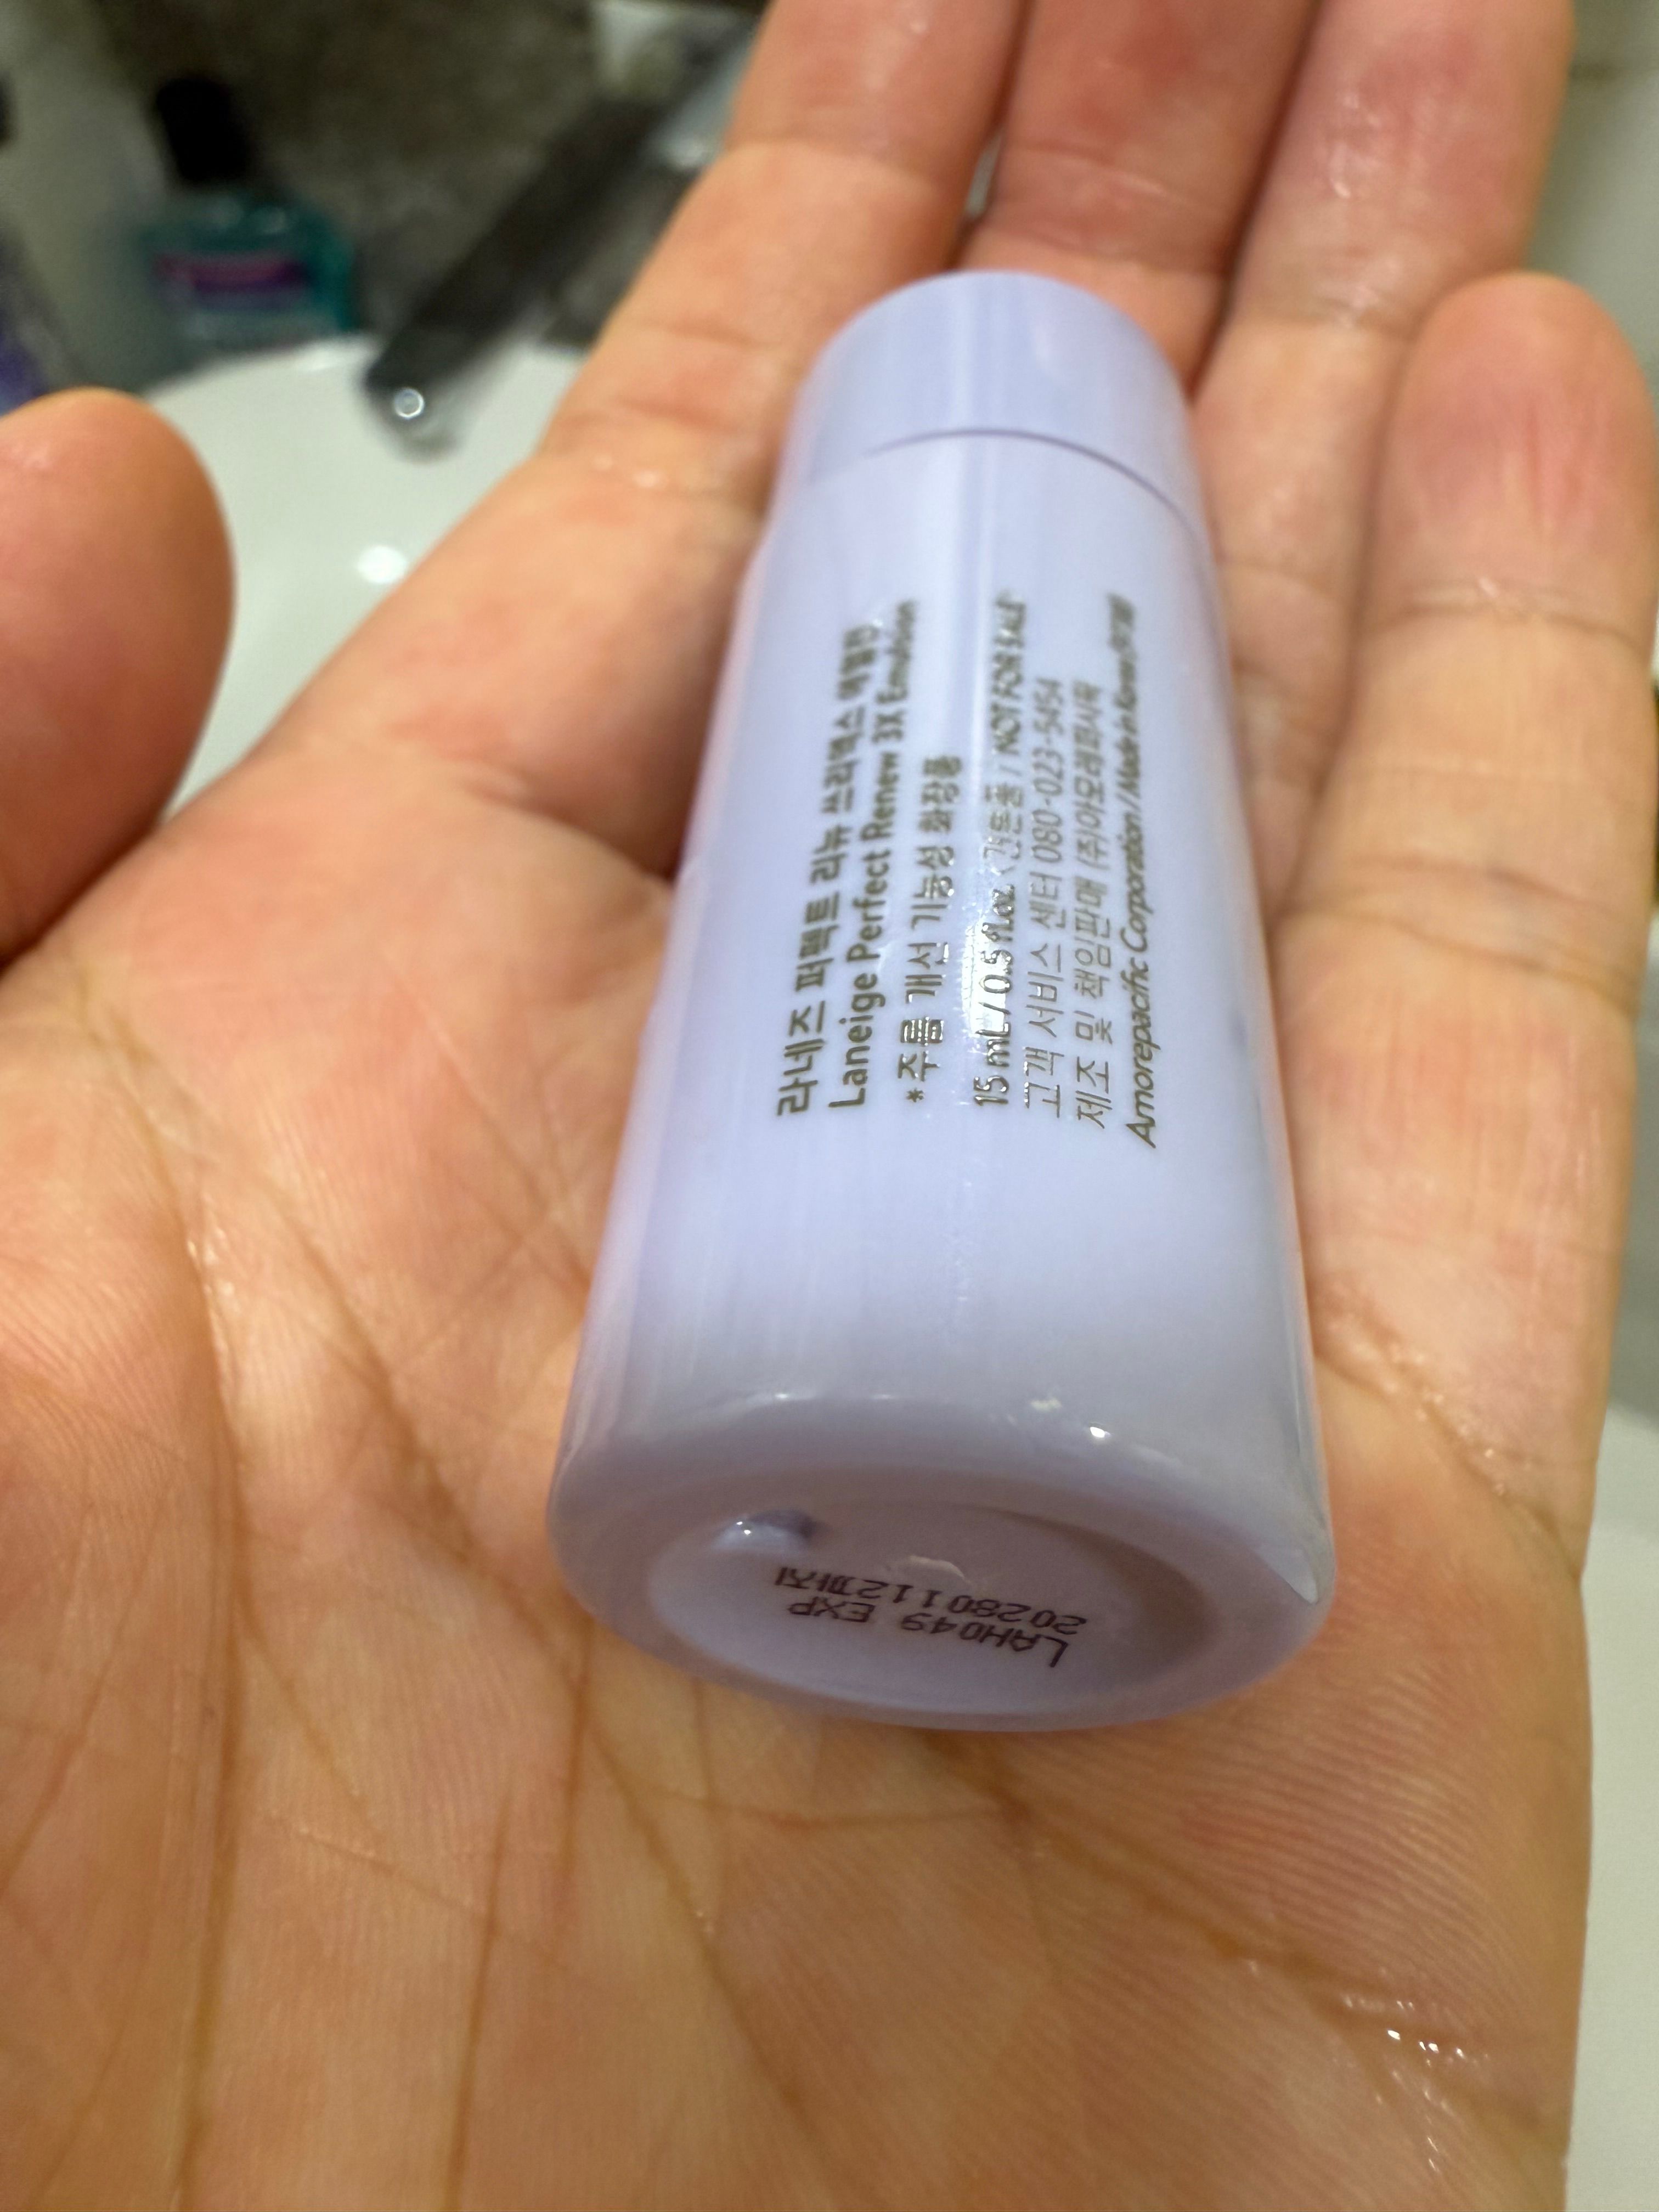 라네즈 퍼펙트 리뉴 쓰리엑스 에멀젼
Laneige Perfect Renew 3X Emulsion
*주름 개선 기능성 화장품
15 mL / 0.5 fl.oz. <견본품 / NOT FOR SALE>
고객 서비스 센터 080-023-5454
제조 및 책임판매 (주)아모레퍼시픽
Amorepacific Corporation / Made in Korea
LAH049 EXP
20280112까지